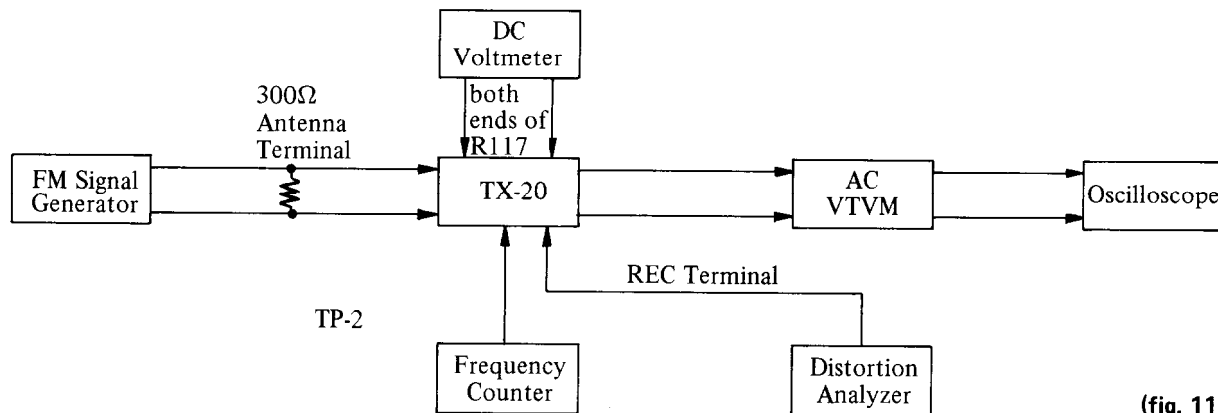 DC
Voltmeter
300Ω
Antenna
Terminal
both
ends of
R117
FM Signal
Generator
TX-20
AC
VTVM
Oscilloscope
REC Terminal
TP-2
Frequency
Counter
Distortion
Analyzer
(fig. 11